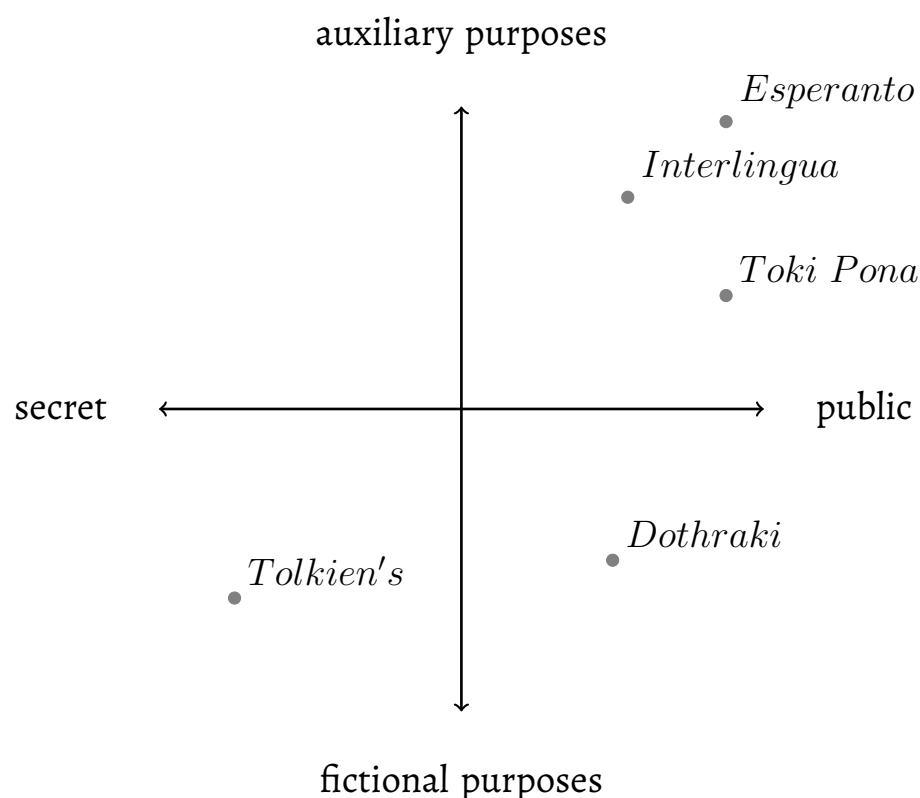 auxiliary purposes
Esperanto
Interlingua
Toki Pona
secret
public
Dothraki
Tolkien's
fictional purposes